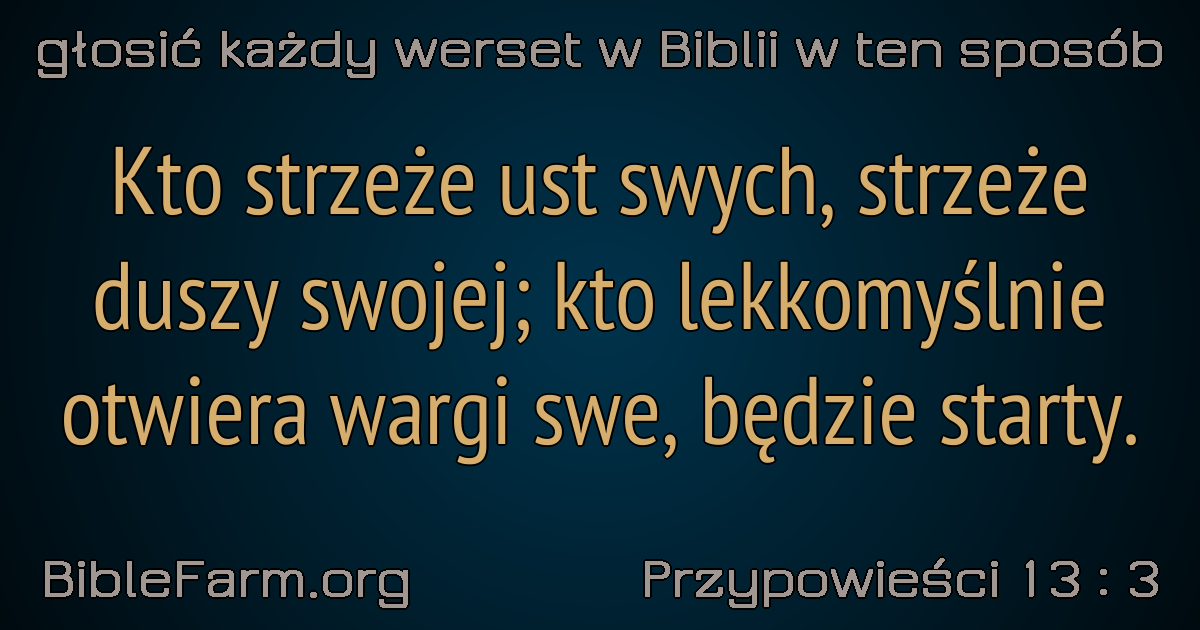 głosić każdy werset w Biblii w ten sposób
Kto strzeże ust swych, strzeże
duszy swojej; kto lekkomyślnie
otwiera wargi swe, będzie starty.
BibleFarm.org
Przypowieści 13 : 3